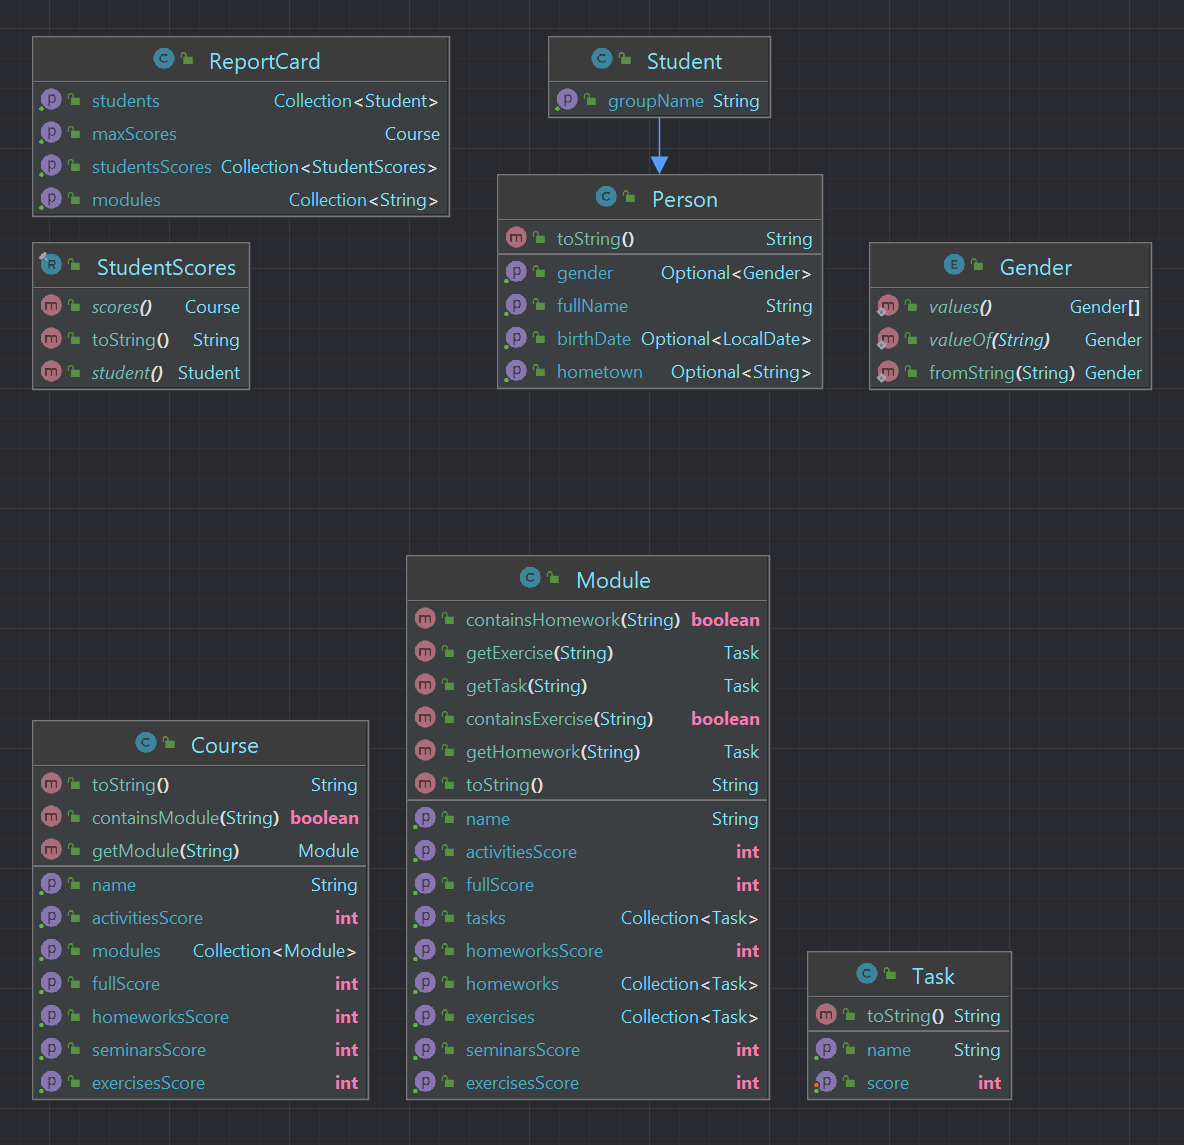 ReportCard
students Collection<Student>
maxScores Course
studentsScores Collection<StudentScores>
modules Collection<String>
Student
groupName String
Person
toString() String
gender Optional<Gender>
fullName String
birthDate Optional<LocalDate>
hometown Optional<String>
StudentScores
scores() Course
toString() String
student() Student
Gender
values() Gender[]
valueOf(String) Gender
fromString(String) Gender
Module
containsHomework(String) boolean
getExercise(String) Task
getTask(String) Task
containsExercise(String) boolean
getHomework(String) Task
toString() String
name String
activitiesScore int
fullScore int
tasks Collection<Task>
homeworksScore int
homeworks Collection<Task>
exercises Collection<Task>
seminarsScore int
exercisesScore int
Course
toString() String
containsModule(String) boolean
getModule(String) Module
name String
activitiesScore int
modules Collection<Module>
fullScore int
homeworksScore int
seminarsScore int
exercisesScore int
Task
toString() String
name String
score int